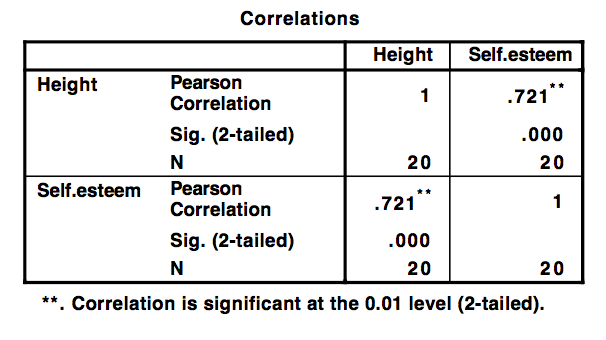 Correlations
Height Self.esteem
Height Pearson Correlation 1 .721**
Sig. (2-tailed) .000
N 20 20
Self.esteem Pearson Correlation .721** 1
Sig. (2-tailed) .000
N 20 20
**. Correlation is significant at the 0.01 level (2-tailed).